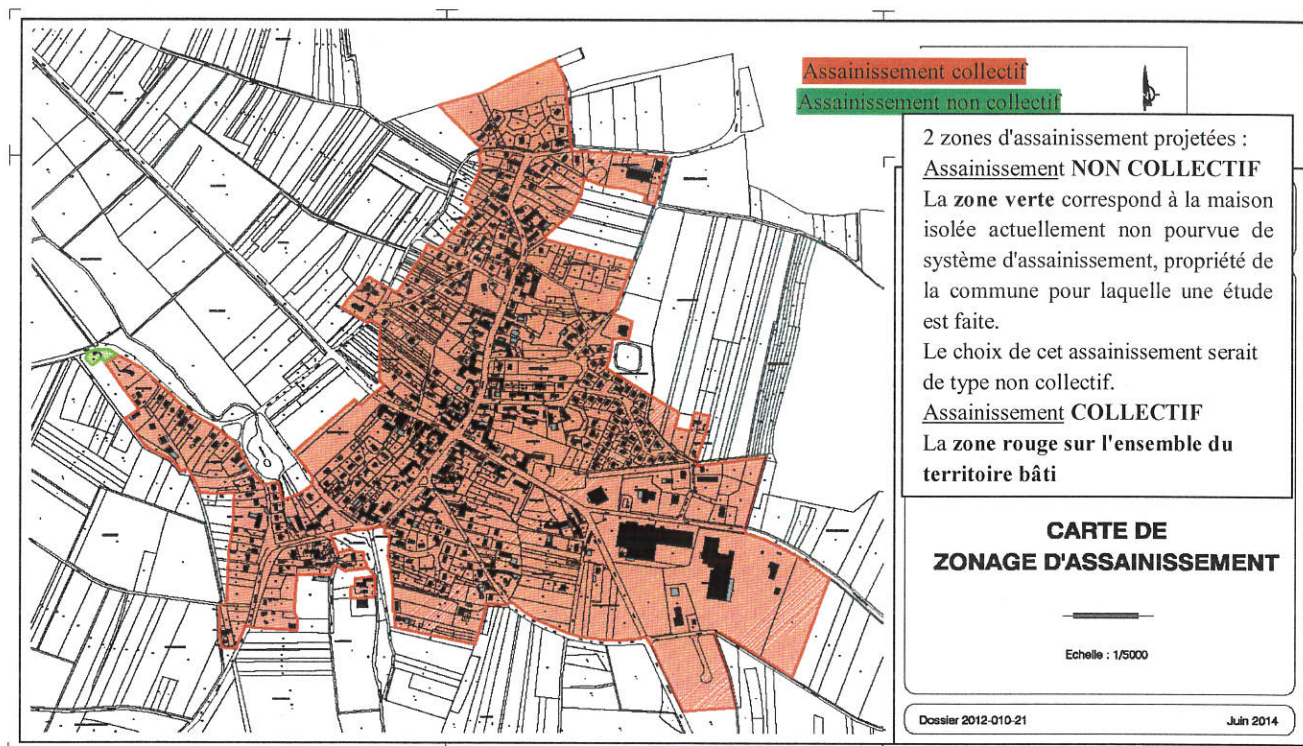 Assainissement collectif
Assainissement non collectif
2 zones d'assainissement projetées :
Assainissement NON COLLECTIF
La zone verte correspond à la maison
isolée actuellement non pourvue de
système d'assainissement, propriété de
la commune pour laquelle une étude
est faite.
Le choix de cet assainissement serait
de type non collectif.
Assainissement COLLECTIF
La zone rouge sur l'ensemble du
territoire bâti
CARTE DE
ZONAGE D'ASSAINISSEMENT
Echelle : 1/5000
Dossier 2012-010-21
Juin 2014